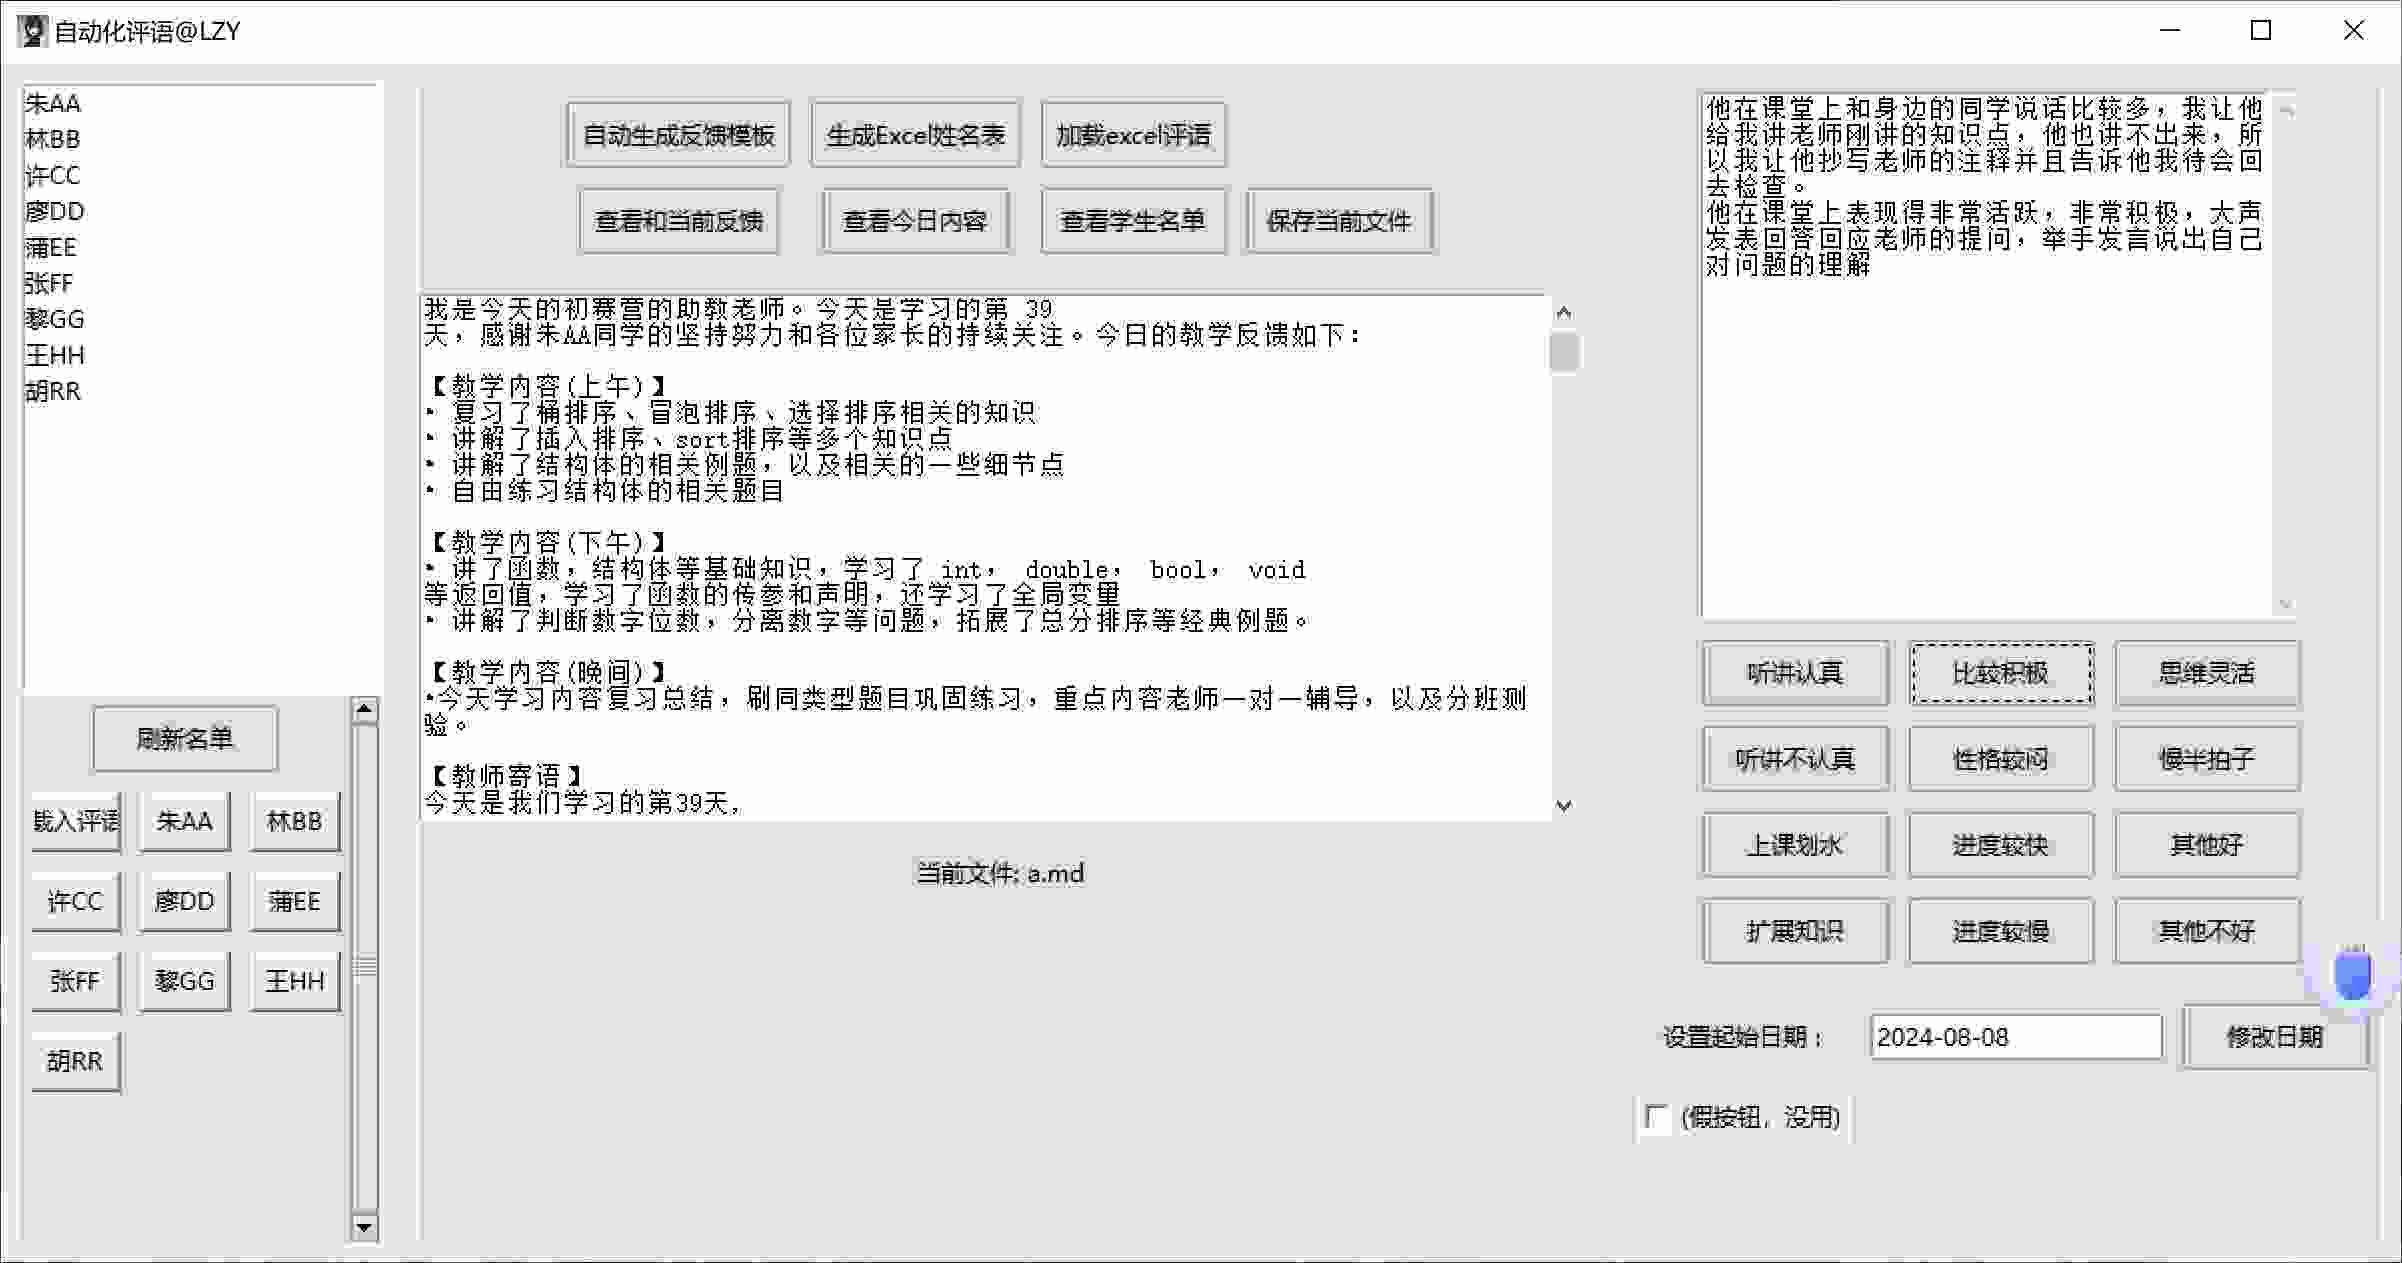 自动化评语@LZY
朱AA
林BB
许CC
廖DD
蒲EE
张FF
黎GG
王HH
胡RR
刷新名单
载入评语
朱AA
林BB
许CC
廖DD
蒲EE
张FF
黎GG
王HH
胡RR
自动生成反馈模板
生成Excel姓名表
加载excel评语
查看和当前反馈
查看今日内容
查看学生名单
保存当前文件
我是今天的初赛营的助教老师。今天是学习的第 39
天，感谢朱AA同学的坚持努力和各位家长的持续关注。今日的教学反馈如下：
【教学内容(上午)】
• 复习了桶排序、冒泡排序、选择排序相关的知识
• 讲解了插入排序、sort排序等多个知识点
• 讲解了结构体的相关例题，以及相关的一些细节点
• 自由练习结构体的相关题目
【教学内容(下午)】
• 讲了函数，结构体等基础知识，学习了 int， double， bool， void
等返回值，学习了函数的传参和声明，还学习了全局变量
• 讲解了判断数字位数，分离数字等问题，拓展了总分排序等经典例题。
【教学内容(晚间)】
•今天学习内容复习总结，刷同类型题目巩固练习，重点内容老师一对一辅导，以及分班测
验。
【教师寄语】
今天是我们学习的第39天,
当前文件: a.md
他在课堂上和身边的同学说话比较多，我让他
给我讲老师刚讲的知识点，他也讲不出来，所
以我让他抄写老师的注释并且告诉他我待会回
去检查。
他在课堂上表现得非常活跃，非常积极，大声
发表回答回应老师的提问，举手发言说出自己
对问题的理解
听讲认真
比较积极
思维灵活
听讲不认真
性格较闷
慢半拍子
上课划水
进度较快
其他好
扩展知识
进度较慢
其他不好
设置起始日期：
2024-08-08
修改日期
(假按钮，没用)